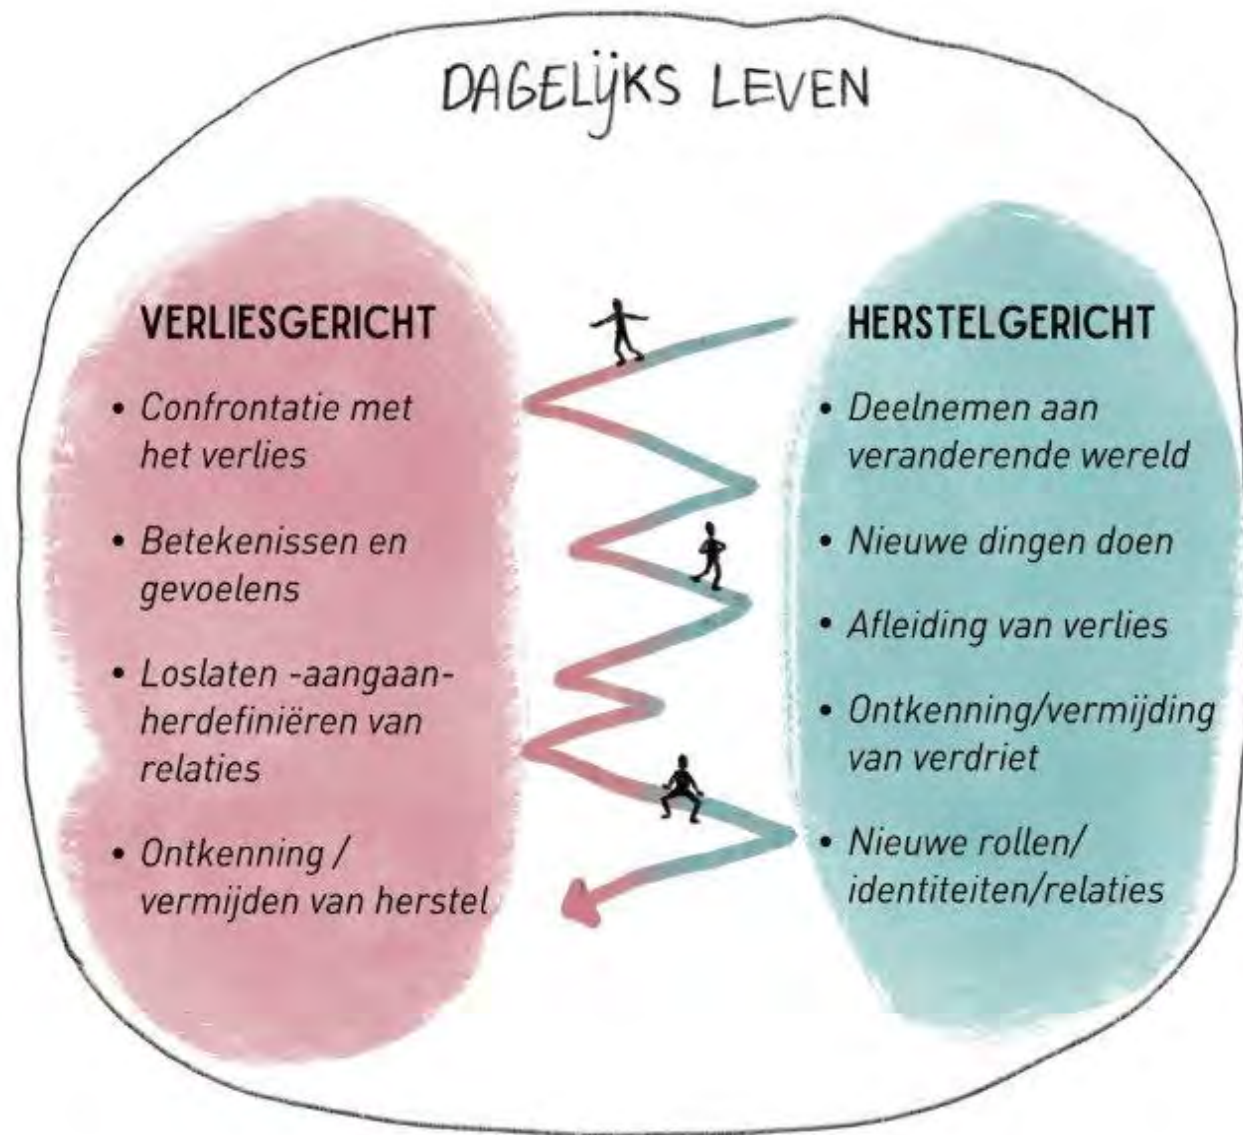 DAGELIJKS LEVEN
VERLIESGERICHT
• Confrontatie met
het verlies
• Betekenissen en
gevoelens
• Loslaten -aangaan-
herdefiniëren van
relaties
• Ontkenning /
vermijden van herstel
HERSTELGERICHT
• Deelnemen aan
veranderende wereld
• Nieuwe dingen doen
• Afleiding van verlies
• Ontkenning/vermijding
van verdriet
• Nieuwe rollen/
identiteiten/relaties